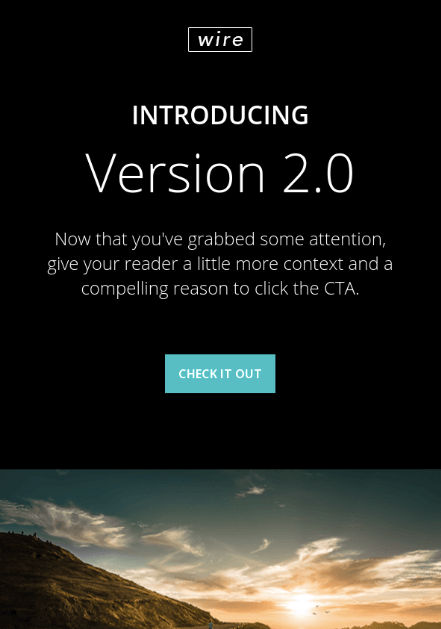 wire
INTRODUCING
Version 2.0
Now that you've grabbed some attention,
give your reader a little more context and a
compelling reason to click the CTA.
CHECK IT OUT